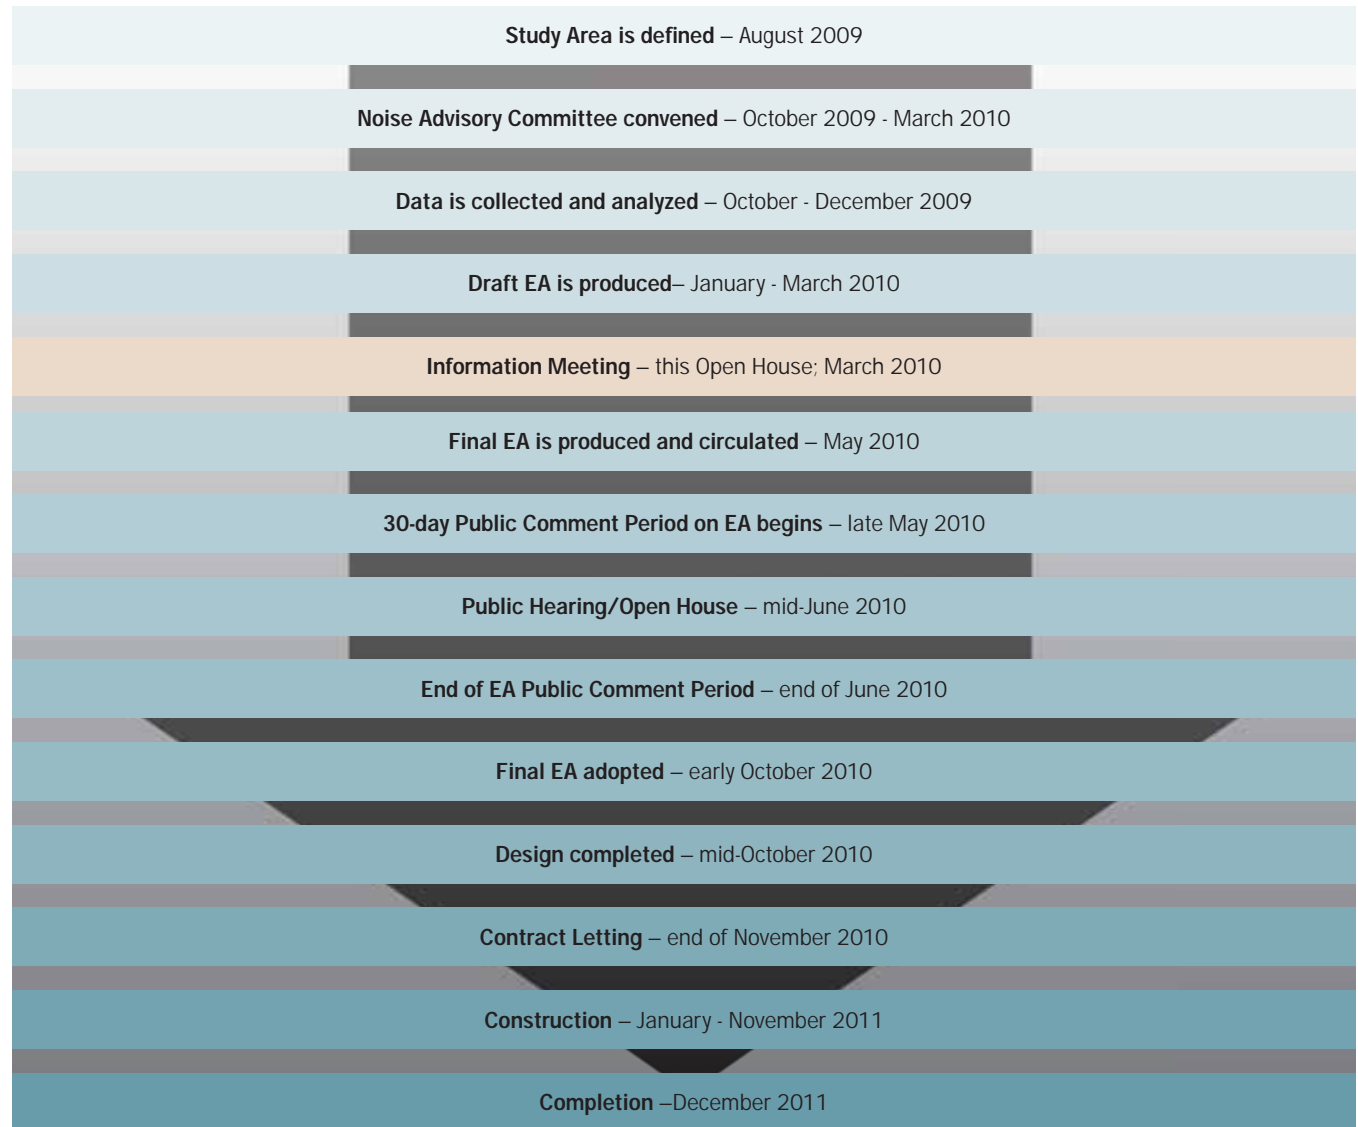 Study Area is defined – August 2009
Noise Advisory Committee convened – October 2009 - March 2010
Data is collected and analyzed – October - December 2009
Draft EA is produced– January - March 2010
Information Meeting – this Open House; March 2010
Final EA is produced and circulated – May 2010
30-day Public Comment Period on EA begins – late May 2010
Public Hearing/Open House – mid-June 2010
End of EA Public Comment Period – end of June 2010
Final EA adopted – early October 2010
Design completed – mid-October 2010
Contract Letting – end of November 2010
Construction – January - November 2011
Completion –December 2011